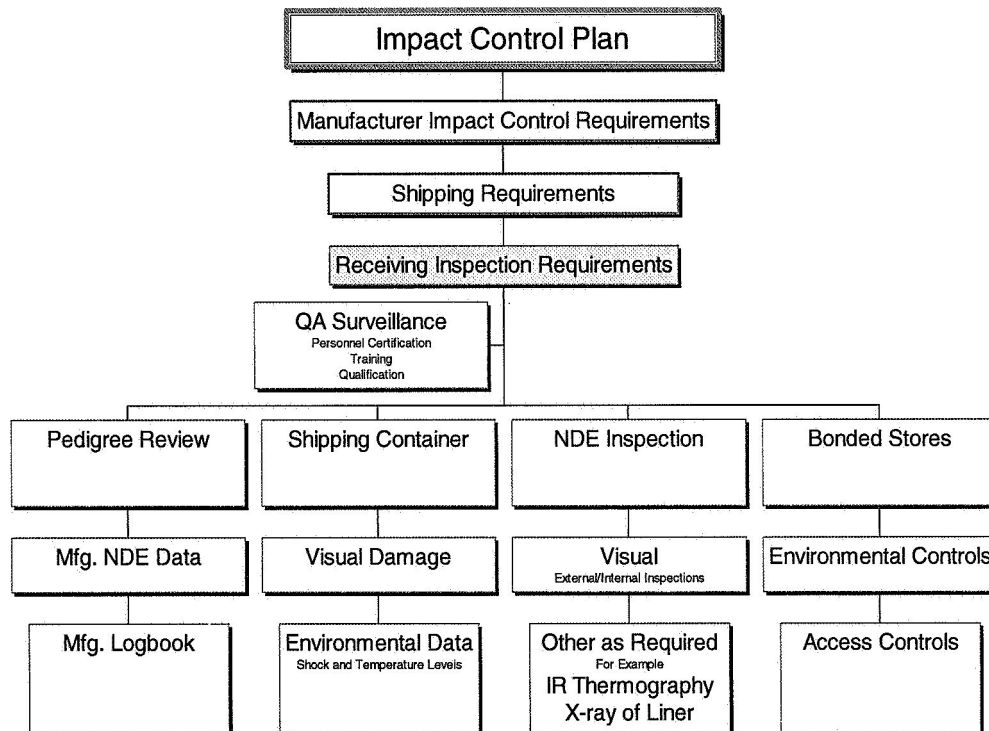 Impact Control Plan
Manufacturer Impact Control Requirements
Shipping Requirements
Receiving Inspection Requirements
QA Surveillance
Personnel Certification
Training
Qualification
Pedigree Review
Shipping Container
NDE Inspection
Bonded Stores
Mfg. NDE Data
Visual Damage
Visual
External/Internal Inspections
Environmental Controls
Mfg. Logbook
Environmental Data
Shock and Temperature Levels
Other as Required
For Example
IR Thermography
X-ray of Liner
Access Controls